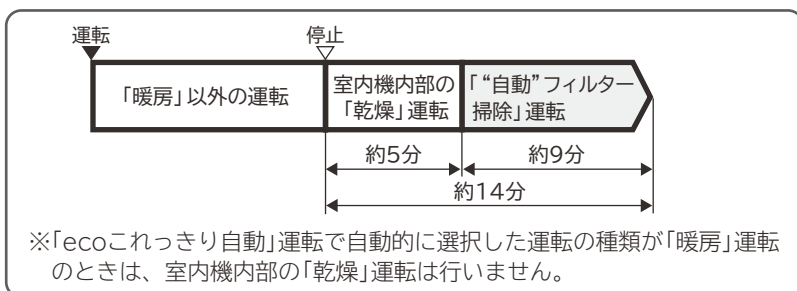 運転
停止
「暖房」以外の運転
室内機内部の
「乾燥」運転
「“自動”フィルター
掃除」運転
約5分
約9分
約14分
※「ecoこれっきり自動」運転で自動的に選択した運転の種類が「暖房」運転
のときは、室内機内部の「乾燥」運転は行いません。